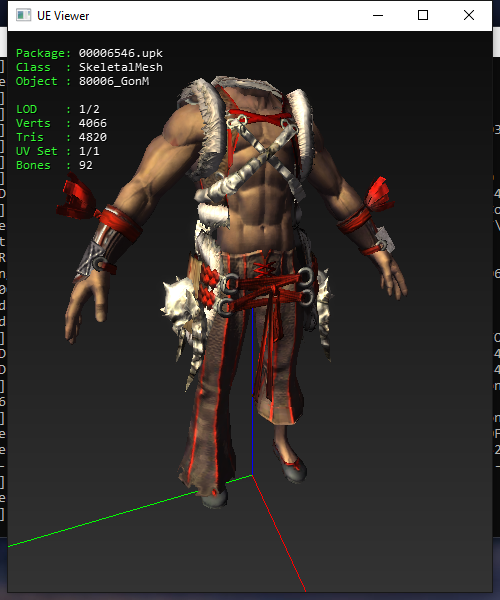 UE Viewer
Package: 00006546.upk
Class  : SkeletalMesh
Object : 80006_GonM
LOD    : 1/2
Verts  : 4066
Tris   : 4820
UV Set : 1/1
Bones  : 92